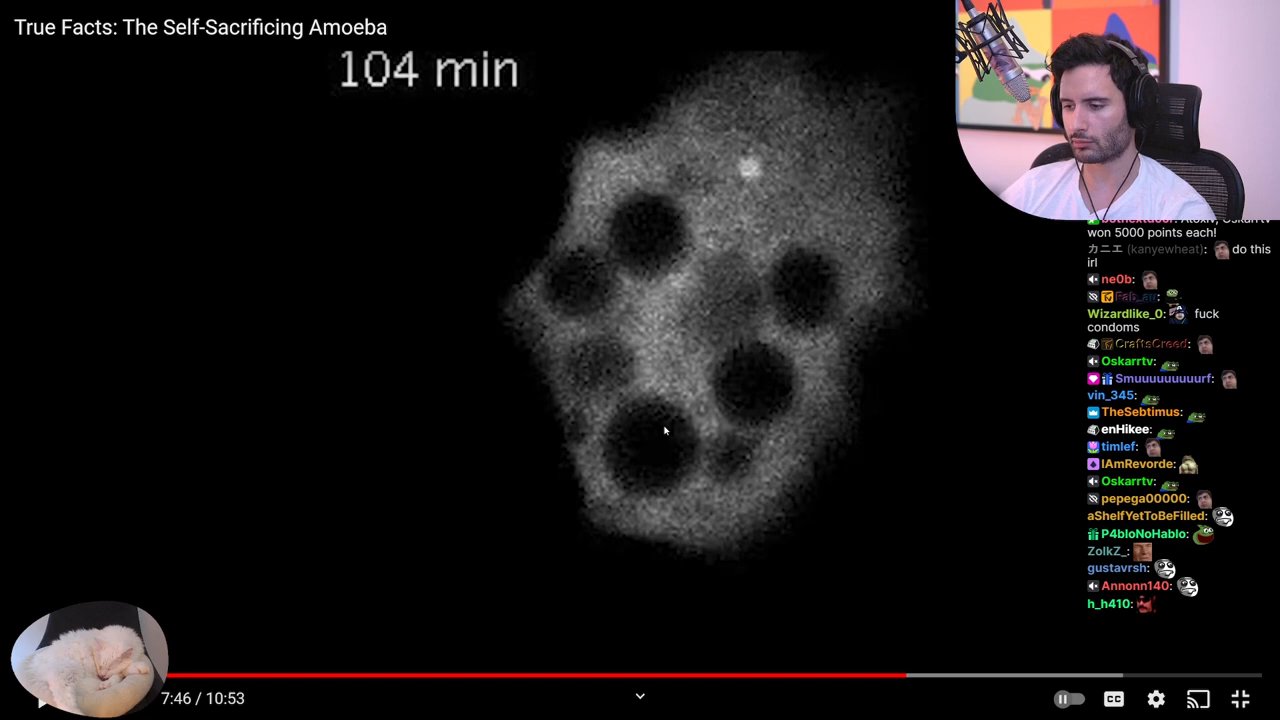 True Facts: The Self-Sacrificing Amoeba
104 min
won 5000 points each!
カニエ (kanyewheat): do this
irl
ne0b:
Fab_an:
Wizardlike_0: fuck
condoms
CraftsCreed:
Oskarrtv:
Smuuuuuuuuurf:
vin_345:
TheSebtimus:
enHikee:
timlef:
IAmRevorde:
Oskarrtv:
pepega00000:
aShelfYetToBeFilled:
P4bloNoHablo:
ZolkZ_:
gustavrsh:
Annonn140:
h_h410:
7:46 / 10:53
CC